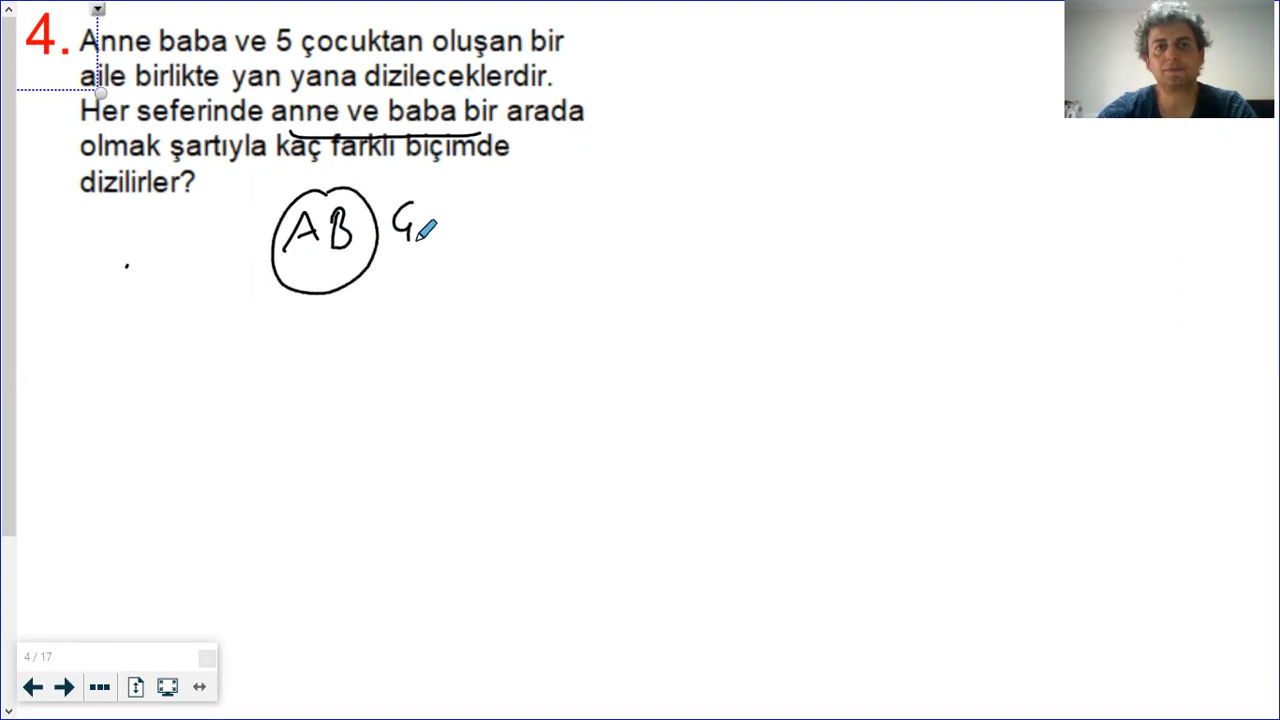 4. Anne baba ve 5 çocuktan oluşan bir
aile birlikte yan yana dizileceklerdir.
Her seferinde anne ve baba bir arada
olmak şartıyla kaç farklı biçimde
dizilirler?
AB
4 / 17